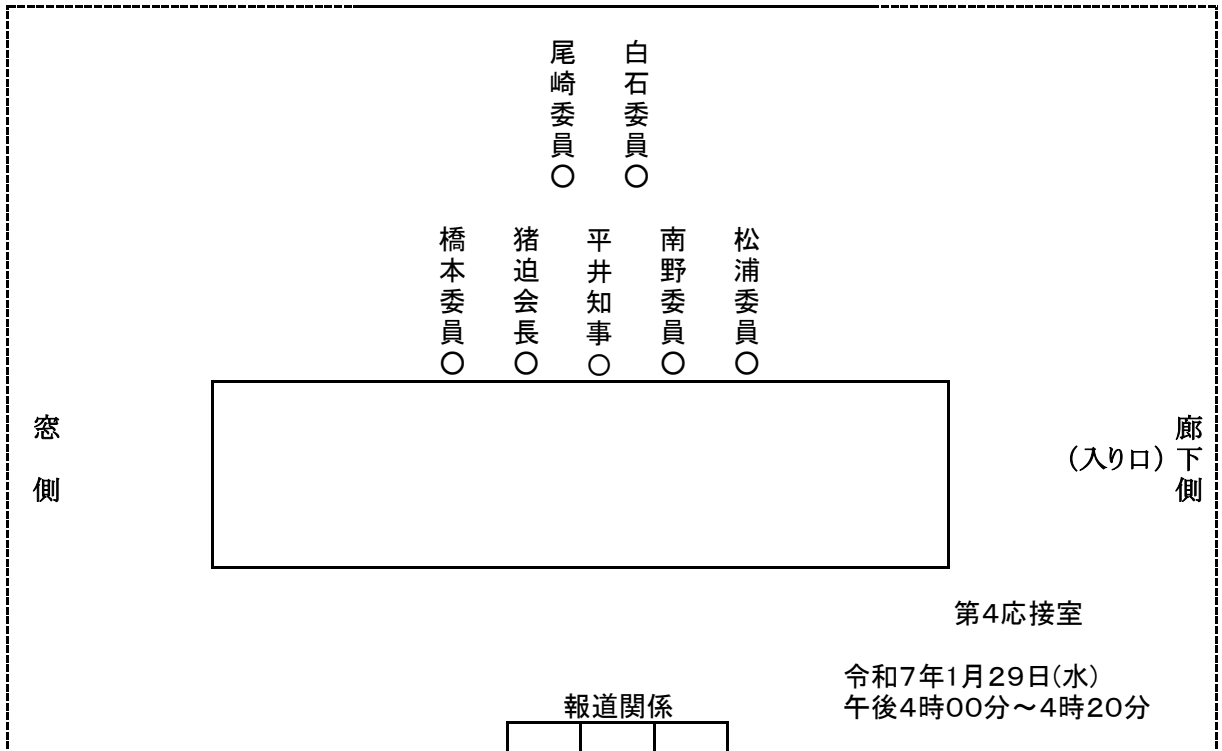 尾崎委員○
白石委員○
橋本委員○
猪迫会長○
平井知事○
南野委員○
松浦委員○
窓側
廊下側
（入り口）
第4応接室
令和7年1月29日(水)
午後4時00分～4時20分
報道関係